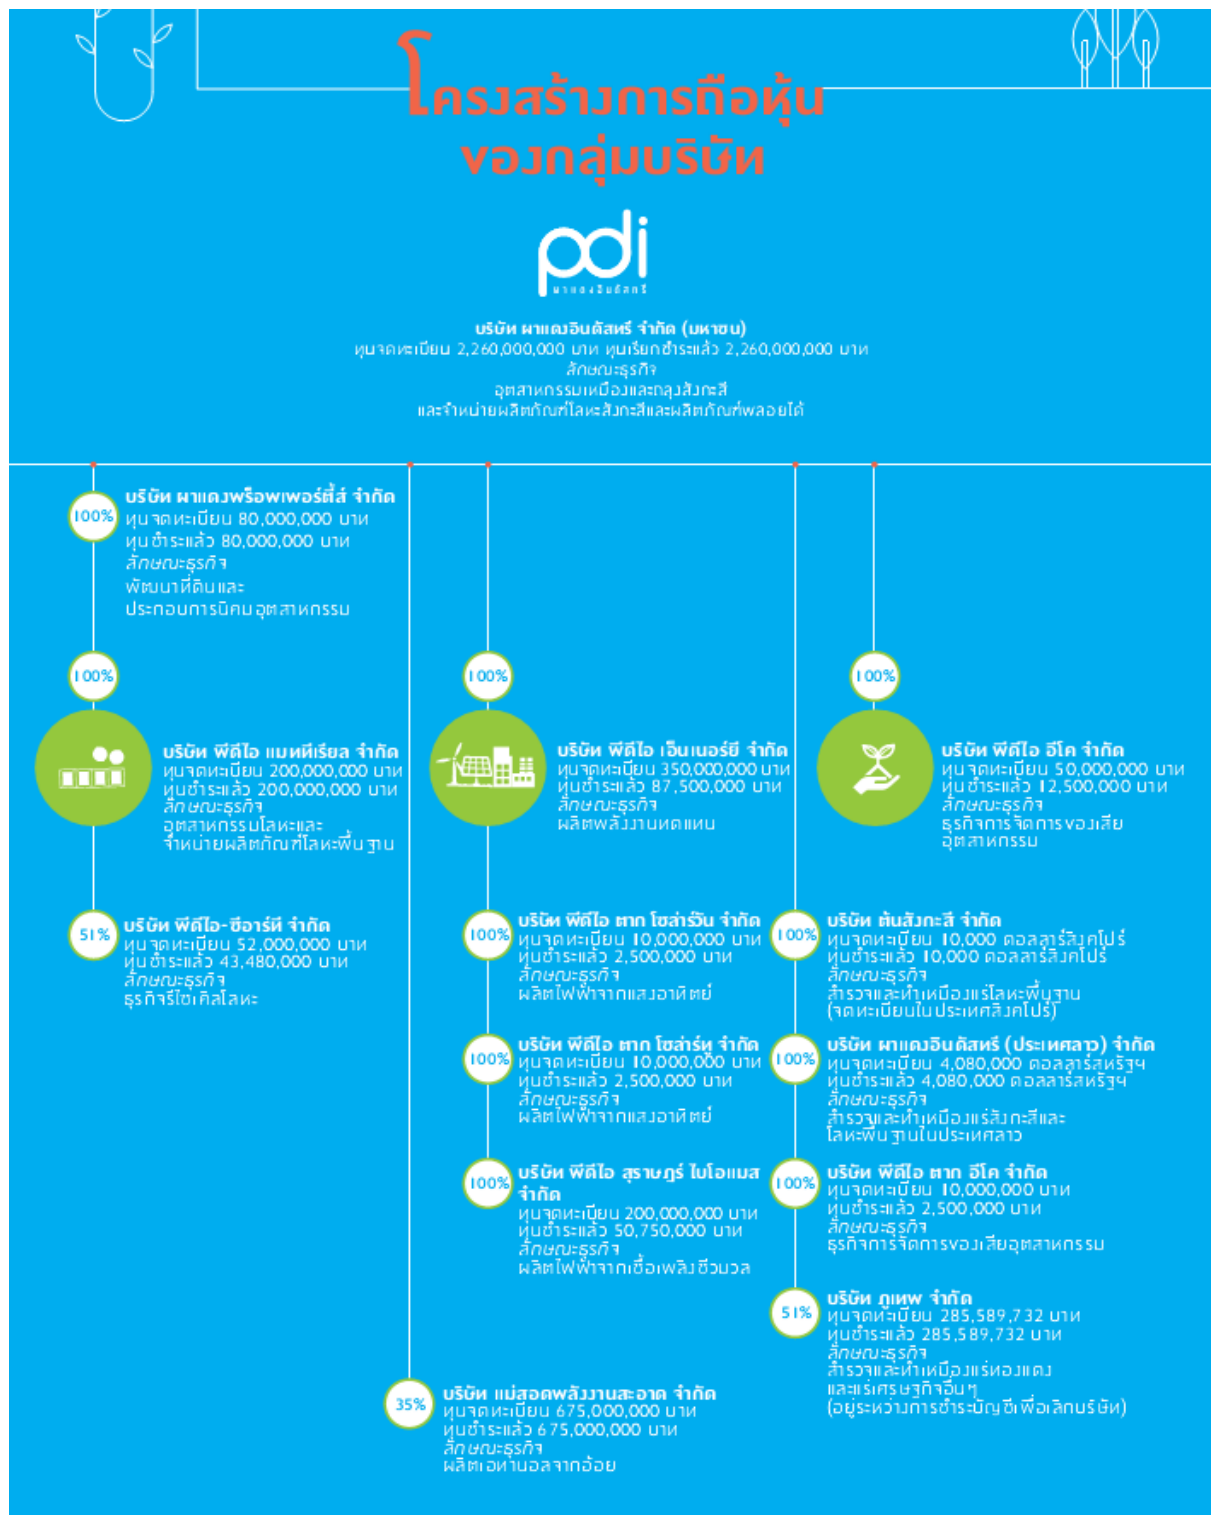 โครงสร้างการถือหุ้น
ของกลุ่มบริษัท
pdi
ผาแดงอินดัสทรี
บริษัท ผาแดงอินดัสทรี จำกัด (มหาชน)
ทุนจดทะเบียน 2,260,000,000 บาท ทุนเรียกชำระแล้ว 2,260,000,000 บาท
ลักษณะธุรกิจ
อุตสาหกรรมเหมืองและถลุงสังกะสี
และจำหน่ายผลิตภัณฑ์โลหะสังกะสีและผลิตภัณฑ์พลอยได้
100%
บริษัท ผาแดงพร็อพเพอร์ตี้ส์ จำกัด
ทุนจดทะเบียน 80,000,000 บาท
ทุนชำระแล้ว 80,000,000 บาท
ลักษณะธุรกิจ
พัฒนาที่ดินและ
ประกอบการนิคมอุตสาหกรรม
100%
บริษัท พีดีไอ แมททีเรียล จำกัด
ทุนจดทะเบียน 200,000,000 บาท
ทุนชำระแล้ว 200,000,000 บาท
ลักษณะธุรกิจ
อุตสาหกรรมโลหะและ
จำหน่ายผลิตภัณฑ์โลหะพื้นฐาน
51%
บริษัท พีดีไอ-ซีอาร์ที จำกัด
ทุนจดทะเบียน 52,000,000 บาท
ทุนชำระแล้ว 43,480,000 บาท
ลักษณะธุรกิจ
ธุรกิจรีไซเคิลโลหะ
100%
บริษัท พีดีไอ เอ็นเนอร์ยี จำกัด
ทุนจดทะเบียน 350,000,000 บาท
ทุนชำระแล้ว 87,500,000 บาท
ลักษณะธุรกิจ
ผลิตพลังงานทดแทน
100%
บริษัท พีดีไอ ตาก โซล่าร์วัน จำกัด
ทุนจดทะเบียน 10,000,000 บาท
ทุนชำระแล้ว 2,500,000 บาท
ลักษณะธุรกิจ
ผลิตไฟฟ้าจากแสงอาทิตย์
100%
บริษัท พีดีไอ ตาก โซล่าร์ทู จำกัด
ทุนจดทะเบียน 10,000,000 บาท
ทุนชำระแล้ว 2,500,000 บาท
ลักษณะธุรกิจ
ผลิตไฟฟ้าจากแสงอาทิตย์
100%
บริษัท พีดีไอ สุราษฎร์ ไบโอแมส
จำกัด
ทุนจดทะเบียน 200,000,000 บาท
ทุนชำระแล้ว 50,750,000 บาท
ลักษณะธุรกิจ
ผลิตไฟฟ้าจากเชื้อเพลิงชีวมวล
35%
บริษัท แม่สอดพลังงานสะอาด จำกัด
ทุนจดทะเบียน 675,000,000 บาท
ทุนชำระแล้ว 675,000,000 บาท
ลักษณะธุรกิจ
ผลิตเอทานอลจากอ้อย
100%
บริษัท พีดีไอ อีโค จำกัด
ทุนจดทะเบียน 50,000,000 บาท
ทุนชำระแล้ว 12,500,000 บาท
ลักษณะธุรกิจ
ธุรกิจการจัดการของเสีย
อุตสาหกรรม
100%
บริษัท ต้นสังกะสี จำกัด
ทุนจดทะเบียน 10,000 ดอลลาร์สิงคโปร์
ทุนชำระแล้ว 10,000 ดอลลาร์สิงคโปร์
ลักษณะธุรกิจ
สำรวจและทำเหมืองแร่โลหะพื้นฐาน
(จดทะเบียนในประเทศสิงคโปร์)
100%
บริษัท ผาแดงอินดัสทรี (ประเทศลาว) จำกัด
ทุนจดทะเบียน 4,080,000 ดอลลาร์สหรัฐฯ
ทุนชำระแล้ว 4,080,000 ดอลลาร์สหรัฐฯ
ลักษณะธุรกิจ
สำรวจและทำเหมืองแร่สังกะสีและ
โลหะพื้นฐานในประเทศลาว
100%
บริษัท พีดีไอ ตาก อีโค จำกัด
ทุนจดทะเบียน 10,000,000 บาท
ทุนชำระแล้ว 2,500,000 บาท
ลักษณะธุรกิจ
ธุรกิจการจัดการของเสียอุตสาหกรรม
51%
บริษัท ภูเทพ จำกัด
ทุนจดทะเบียน 285,589,732 บาท
ทุนชำระแล้ว 285,589,732 บาท
ลักษณะธุรกิจ
สำรวจและทำเหมืองแร่ทองแดง
และแร่เศรษฐกิจอื่นๆ
(อยู่ระหว่างการชำระบัญชีเพื่อเลิกบริษัท)